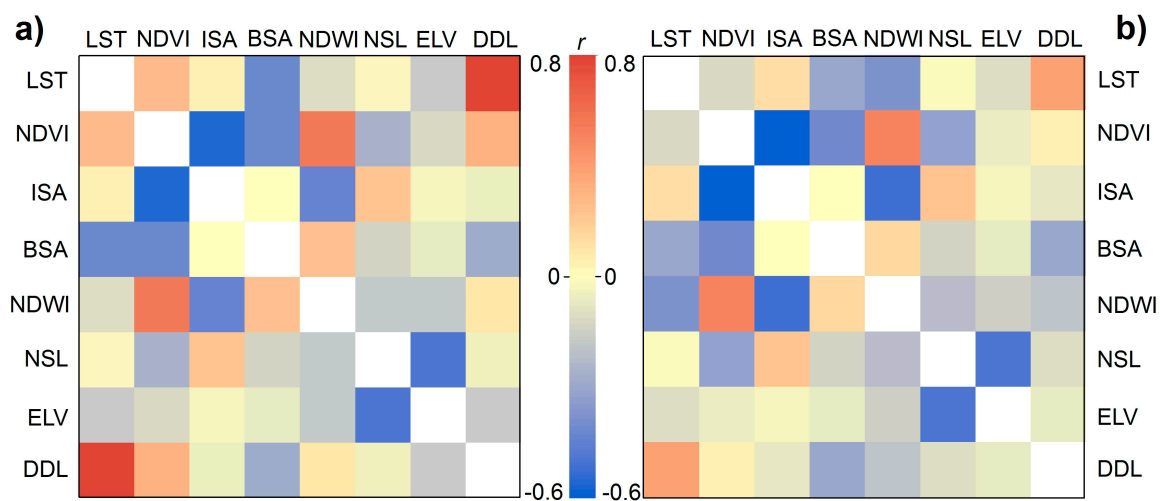 a)
LST NDVI ISA BSA NDWI NSL ELV DDL
r
LST NDVI ISA BSA NDWI NSL ELV DDL
b)
LST
NDVI
ISA
BSA
NDWI
NSL
ELV
DDL
0.8
0.8
0
0
-0.6
-0.6
LST
NDVI
ISA
BSA
NDWI
NSL
ELV
DDL